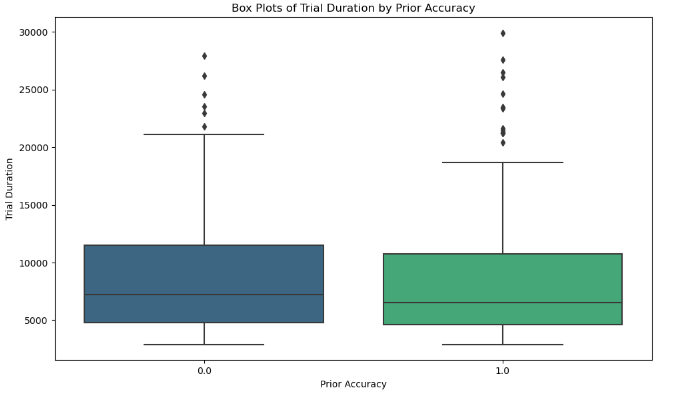 Box Plots of Trial Duration by Prior Accuracy
30000
25000
20000
15000
10000
5000
Trial Duration
0.0
1.0
Prior Accuracy